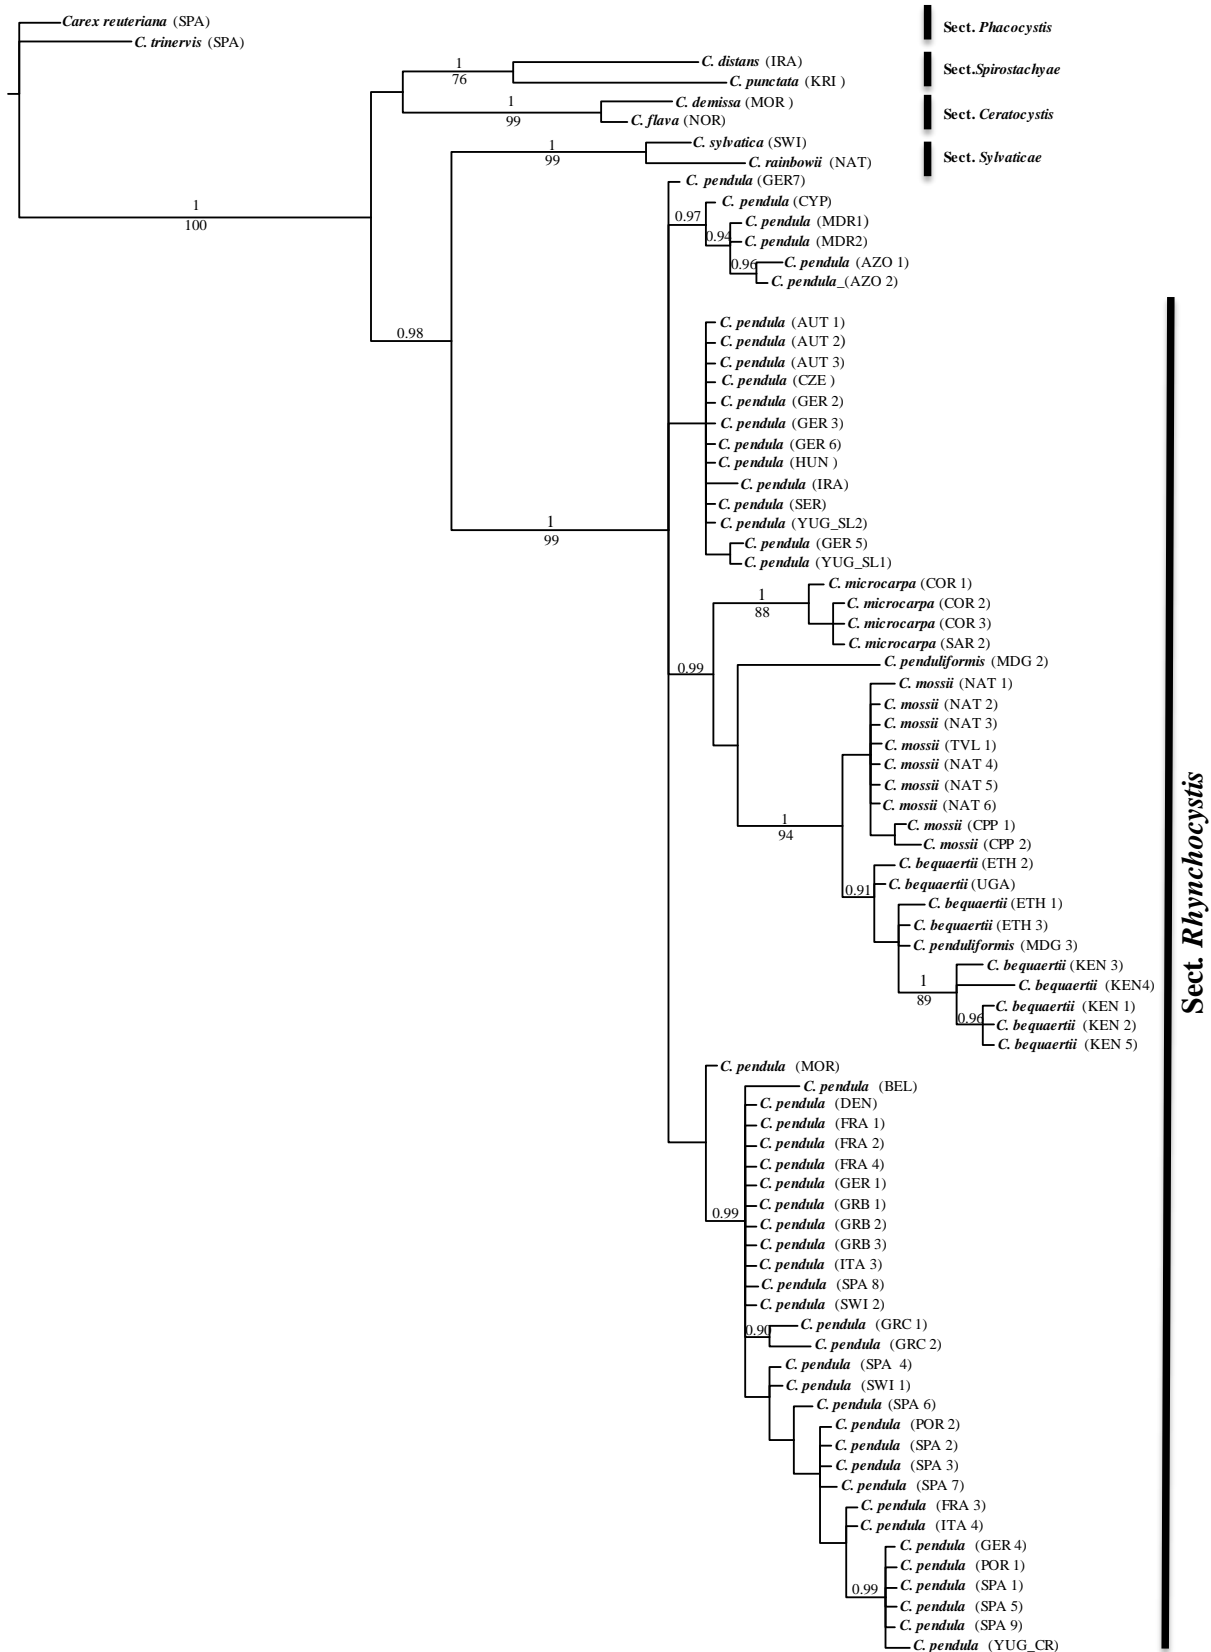 Carex reuteriana (SPA)
C. trinervis (SPA)
Sect. Phacocystis
C. distans (IRA)
C. punctata (KRI )
1
76
Sect.Spirostachyae
C. demissa (MOR )
C. flava (NOR)
1
99
Sect. Ceratocystis
C. sylvatica (SWI)
C. rainbowii (NAT)
1
99
Sect. Sylvaticae
1
100
0.98
1
99
C. pendula (GER7)
C. pendula (CYP)
0.97
C. pendula (MDR1)
0.94
C. pendula (MDR2)
C. pendula (AZO 1)
0.96
C. pendula_(AZO 2)
C. pendula (AUT 1)
C. pendula (AUT 2)
C. pendula (AUT 3)
C. pendula (CZE )
C. pendula (GER 2)
C. pendula (GER 3)
C. pendula (GER 6)
C. pendula (HUN )
C. pendula (IRA)
C. pendula (SER)
C. pendula (YUG_SL2)
C. pendula (GER 5)
C. pendula (YUG_SL1)
C. microcarpa (COR 1)
1
88
C. microcarpa (COR 2)
C. microcarpa (COR 3)
C. microcarpa (SAR 2)
0.99
C. penduliformis (MDG 2)
C. mossii (NAT 1)
C. mossii (NAT 2)
C. mossii (NAT 3)
C. mossii (TVL 1)
C. mossii (NAT 4)
C. mossii (NAT 5)
C. mossii (NAT 6)
1
94
C. mossii (CPP 1)
C. mossii (CPP 2)
C. bequaertii (ETH 2)
0.91
C. bequaertii (UGA)
C. bequaertii (ETH 1)
C. bequaertii (ETH 3)
C. penduliformis (MDG 3)
C. bequaertii (KEN 3)
1
89
C. bequaertii (KEN4)
C. bequaertii (KEN 1)
0.96
C. bequaertii (KEN 2)
C. bequaertii (KEN 5)
Sect. Rhynchocystis
C. pendula (MOR)
C. pendula (BEL)
C. pendula (DEN)
C. pendula (FRA 1)
C. pendula (FRA 2)
C. pendula (FRA 4)
C. pendula (GER 1)
C. pendula (GRB 1)
0.99
C. pendula (GRB 2)
C. pendula (GRB 3)
C. pendula (ITA 3)
C. pendula (SPA 8)
C. pendula (SWI 2)
C. pendula (GRC 1)
0.90
C. pendula (GRC 2)
C. pendula (SPA 4)
C. pendula (SWI 1)
C. pendula (SPA 6)
C. pendula (POR 2)
C. pendula (SPA 2)
C. pendula (SPA 3)
C. pendula (SPA 7)
C. pendula (FRA 3)
C. pendula (ITA 4)
C. pendula (GER 4)
C. pendula (POR 1)
0.99
C. pendula (SPA 1)
C. pendula (SPA 5)
C. pendula (SPA 9)
C. pendula (YUG_CR)